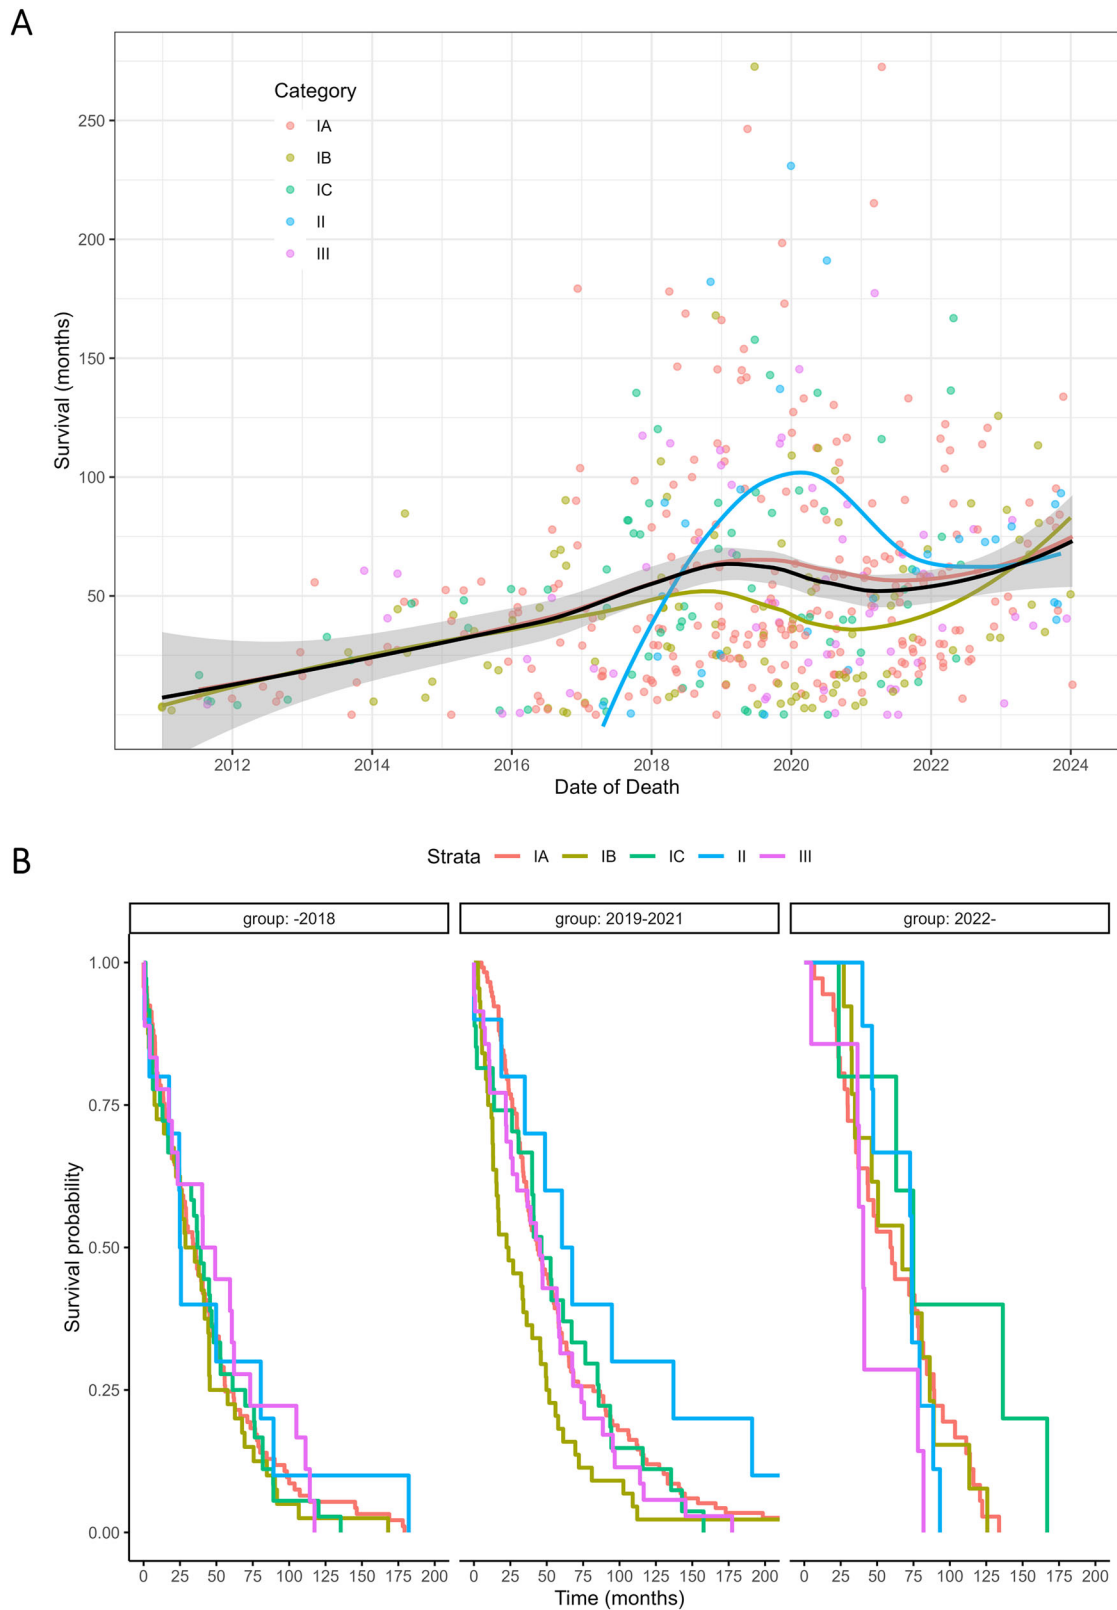 A
Category
IA
IB
IC
II
III
Survival (months)
250
200
150
100
50
2012 2014 2016 2018 2020 2022 2024
Date of Death
B
Strata IA IB IC II III
group: -2018 group: 2019-2021 group: 2022-
Survival probability
1.00
0.75
0.50
0.25
0.00
0 25 50 75 100 125 150 175 200 0 25 50 75 100 125 150 175 200 0 25 50 75 100 125 150 175 200
Time (months)